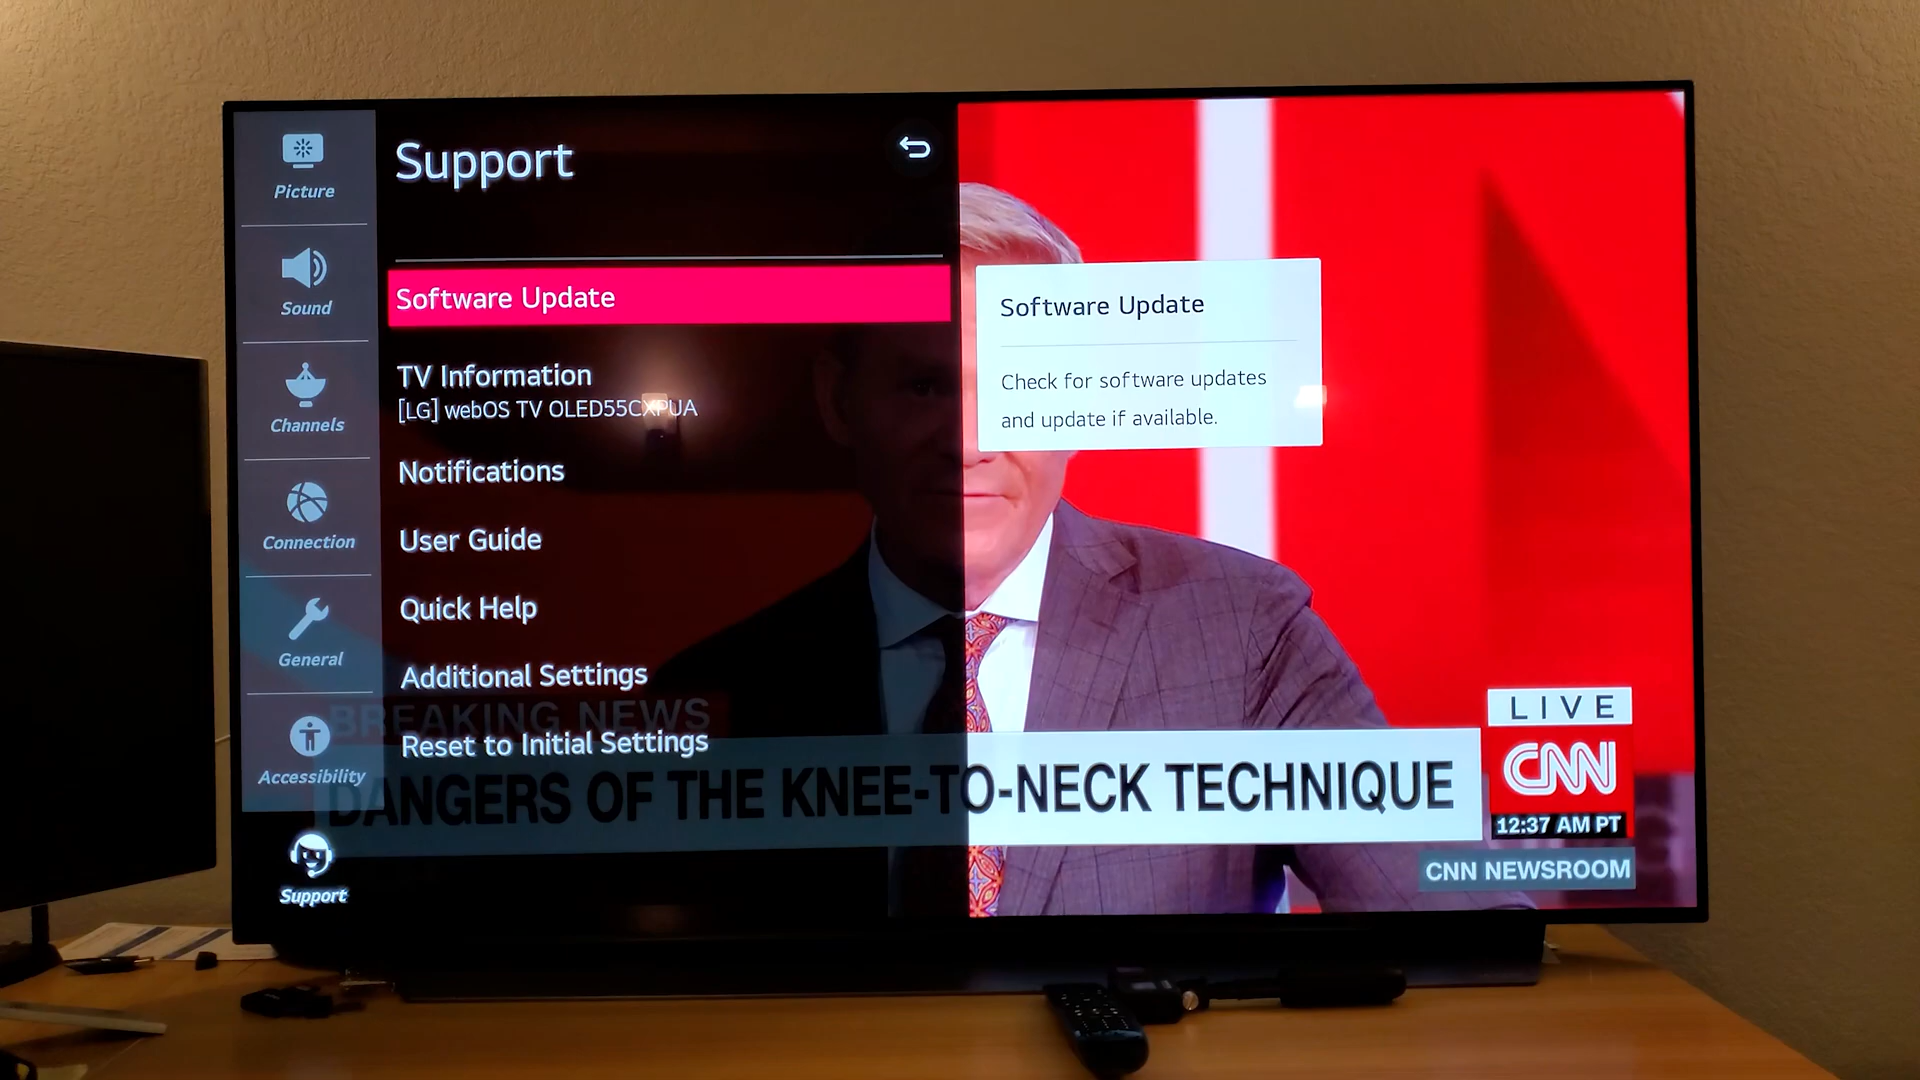 Picture
Sound
Channels
Connection
General
Accessibility
Support
Support
Software Update
TV Information
[LG] webOS TV OLED55CXPUA
Notifications
User Guide
Quick Help
Additional Settings
Reset to Initial Settings
Software Update
Check for software updates
and update if available.
BREAKING NEWS
DANGERS OF THE KNEE-TO-NECK TECHNIQUE
LIVE
CNN
12:37 AM PT
CNN NEWSROOM